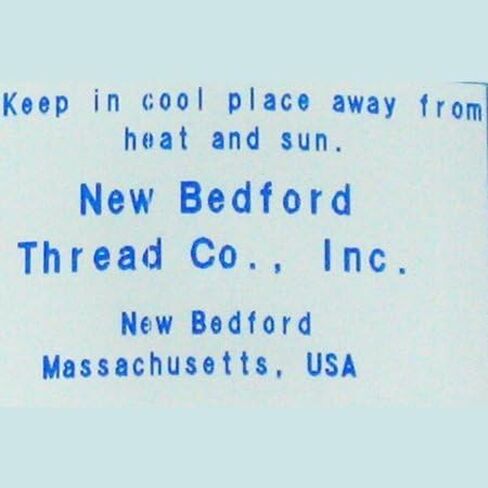 Keep in cool place away from
heat and sun.
New Bedford
Thread Co., Inc.
New Bedford
Massachusetts, USA